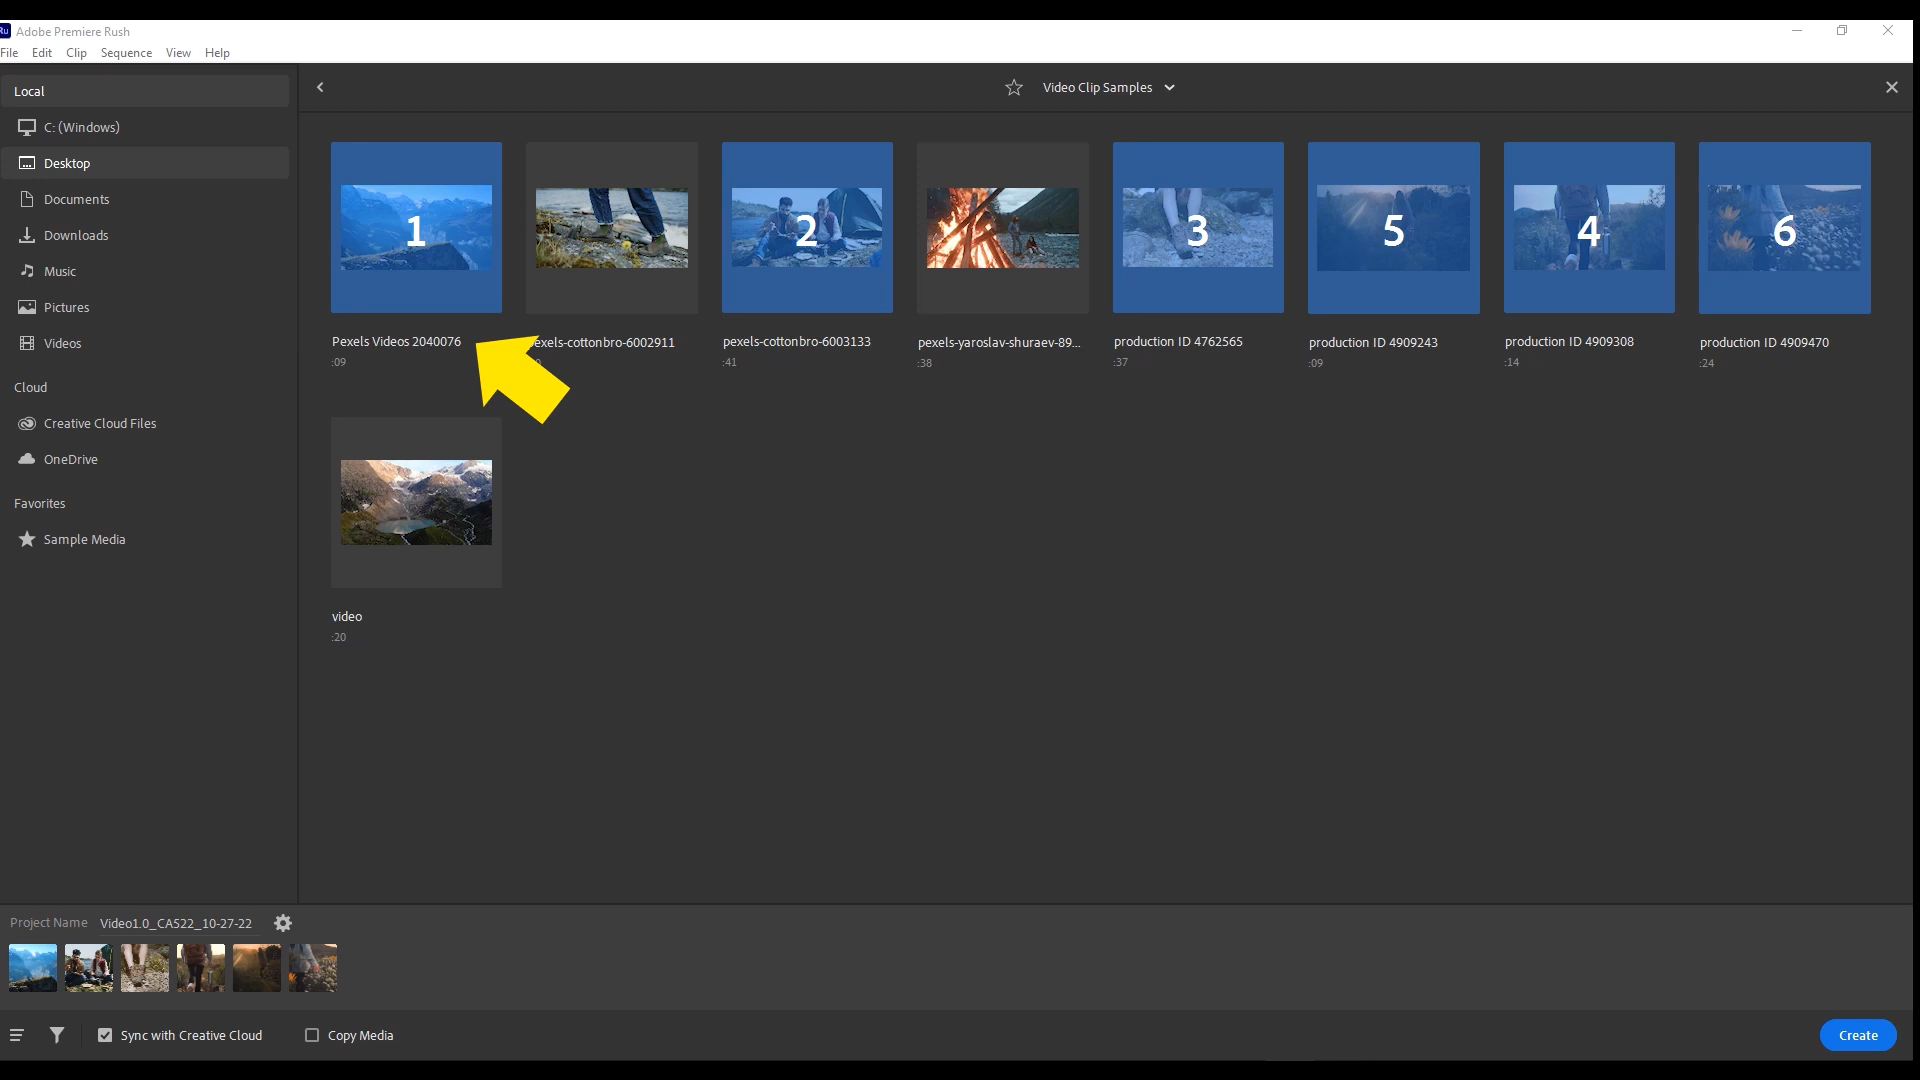 Ru Adobe Premiere Rush
File Edit Clip Sequence View Help
Local
C: (Windows)
Desktop
Documents
Downloads
Music
Pictures
Videos
Cloud
Creative Cloud Files
OneDrive
Favorites
Sample Media
Video Clip Samples
1 2 3 5 4 6
Pexels Videos 2040076
:09
pexels-cottonbro-6002911
pexels-cottonbro-6003133
:41
pexels-yaroslav-shuraev-89...
:38
production ID 4762565
:37
production ID 4909243
:09
production ID 4909308
:14
production ID 4909470
:24
video
:20
Project Name Video1.0_CA522_10-27-22
Sync with Creative Cloud Copy Media
Create